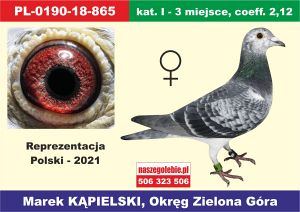 PL-0190-18-865
kat. I - 3 miejsce, coeff. 2,12
Reprezentacja
Polski - 2021
naszegolebie.pl
506 323 506
Marek KĄPIELSKI, Okręg Zielona Góra